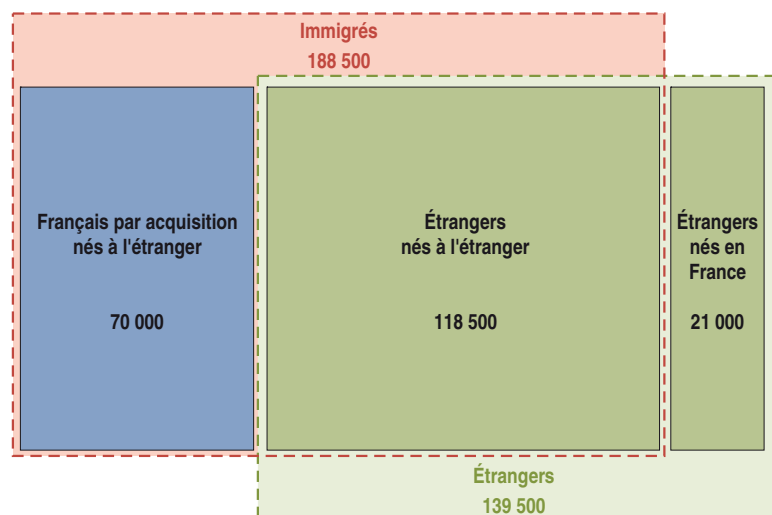 Immigrés
188 500
Français par acquisition
nés à l'étranger
70 000
Étrangers
nés à l'étranger
118 500
Étrangers
nés en
France
21 000
Étrangers
139 500